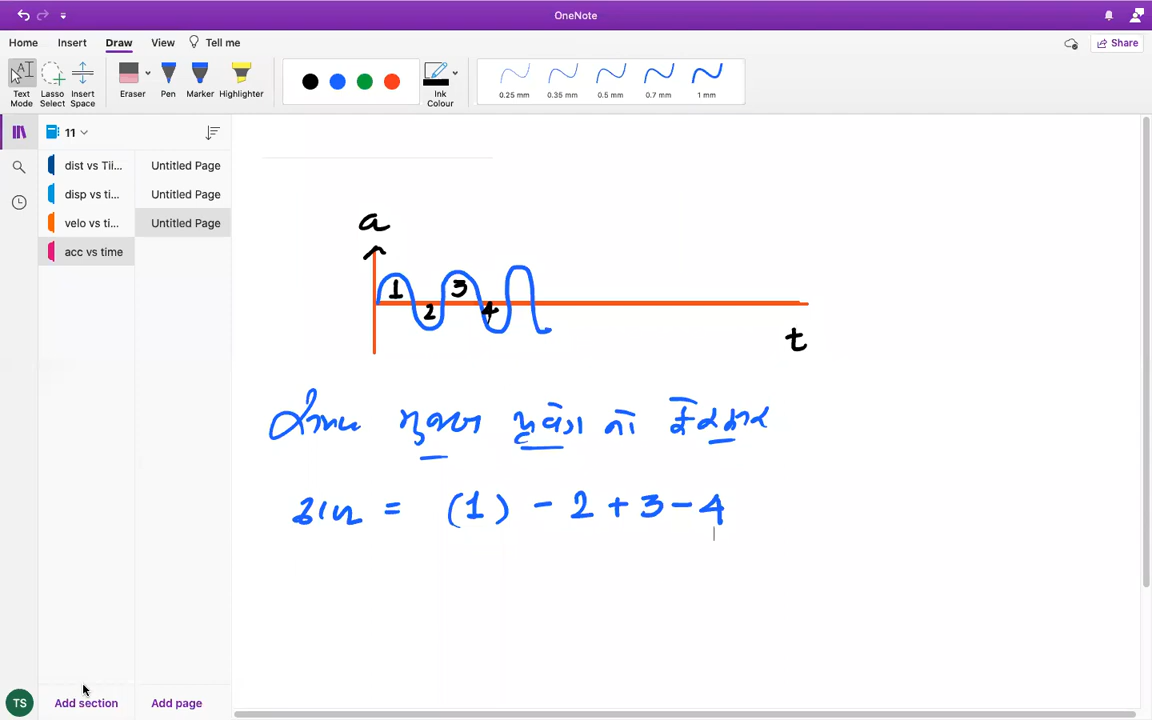 OneNote
Home Insert Draw View Tell me Share
Text Mode Lasso Select Insert Space Eraser Pen Marker Highlighter Ink Colour 0.25 mm 0.35 mm 0.5 mm 0.7 mm 1 mm
11
dist vs Tii... Untitled Page
disp vs ti... Untitled Page
velo vs ti... Untitled Page
acc vs time
a
1 3
2 4
t
નો
= (1) - 2 + 3 - 4
TS Add section Add page